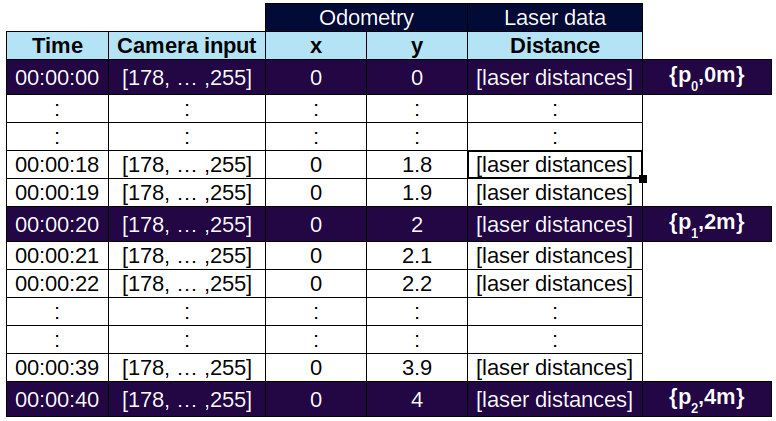 Odometry Laser data
Time Camera input x y Distance
00:00:00 [178, … ,255] 0 0 [laser distances] {p0,0m}
: : : : :
: : : : :
00:00:18 [178, … ,255] 0 1.8 [laser distances]
00:00:19 [178, … ,255] 0 1.9 [laser distances]
00:00:20 [178, … ,255] 0 2 [laser distances] {p1,2m}
00:00:21 [178, … ,255] 0 2.1 [laser distances]
00:00:22 [178, … ,255] 0 2.2 [laser distances]
: : : : :
: : : : :
00:00:39 [178, … ,255] 0 3.9 [laser distances]
00:00:40 [178, … ,255] 0 4 [laser distances] {p2,4m}